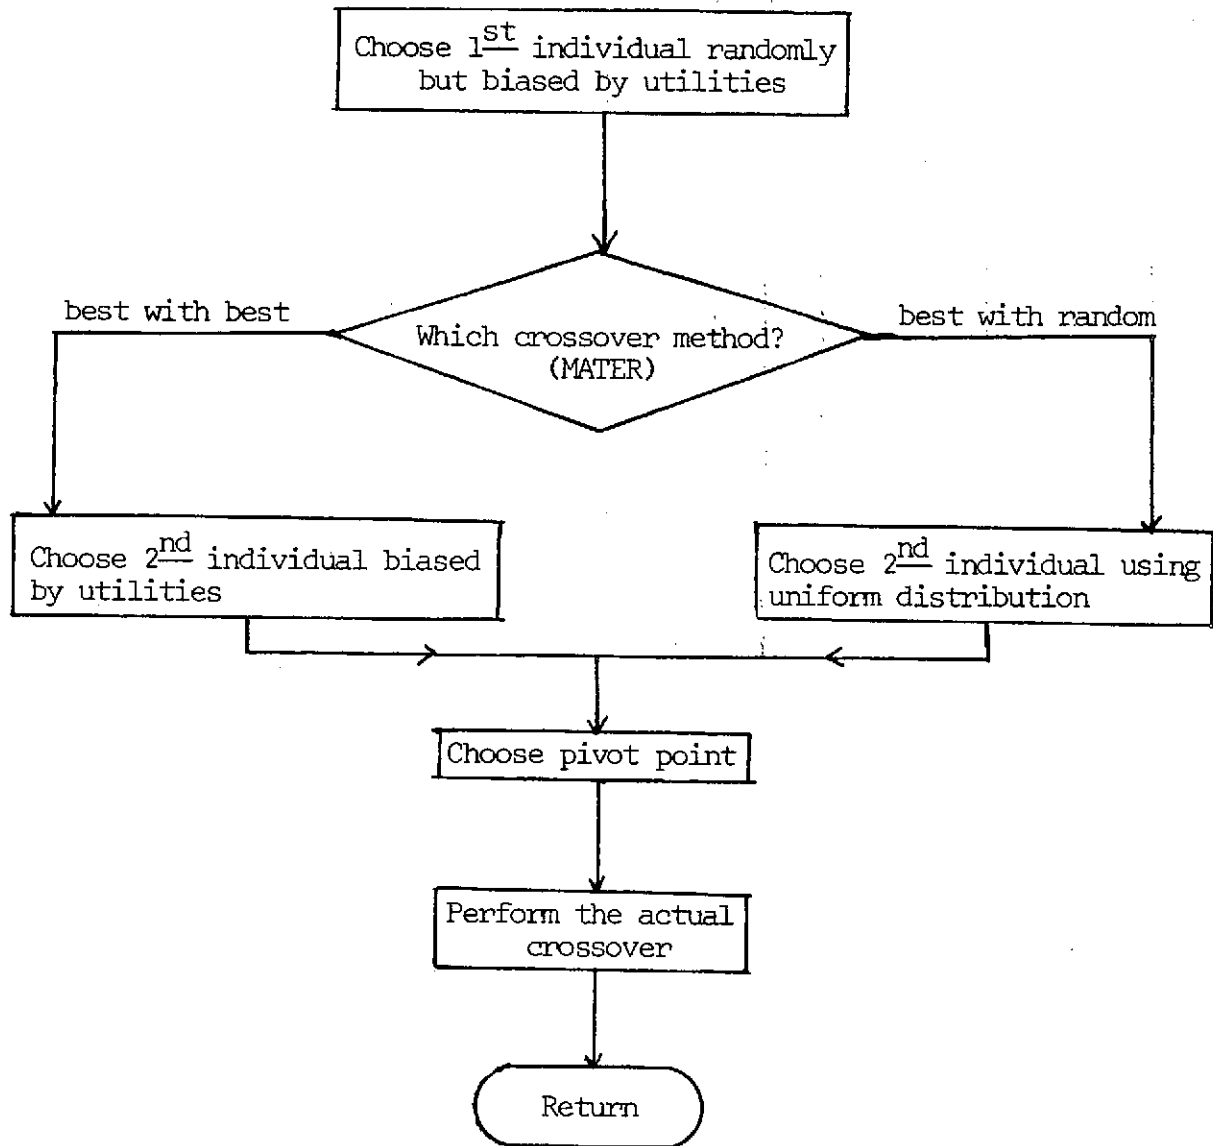 Choose 1st individual randomly
but biased by utilities
best with best
Which crossover method?
(MATER)
best with random
Choose 2nd individual biased
by utilities
Choose 2nd individual using
uniform distribution
Choose pivot point
Perform the actual
crossover
Return